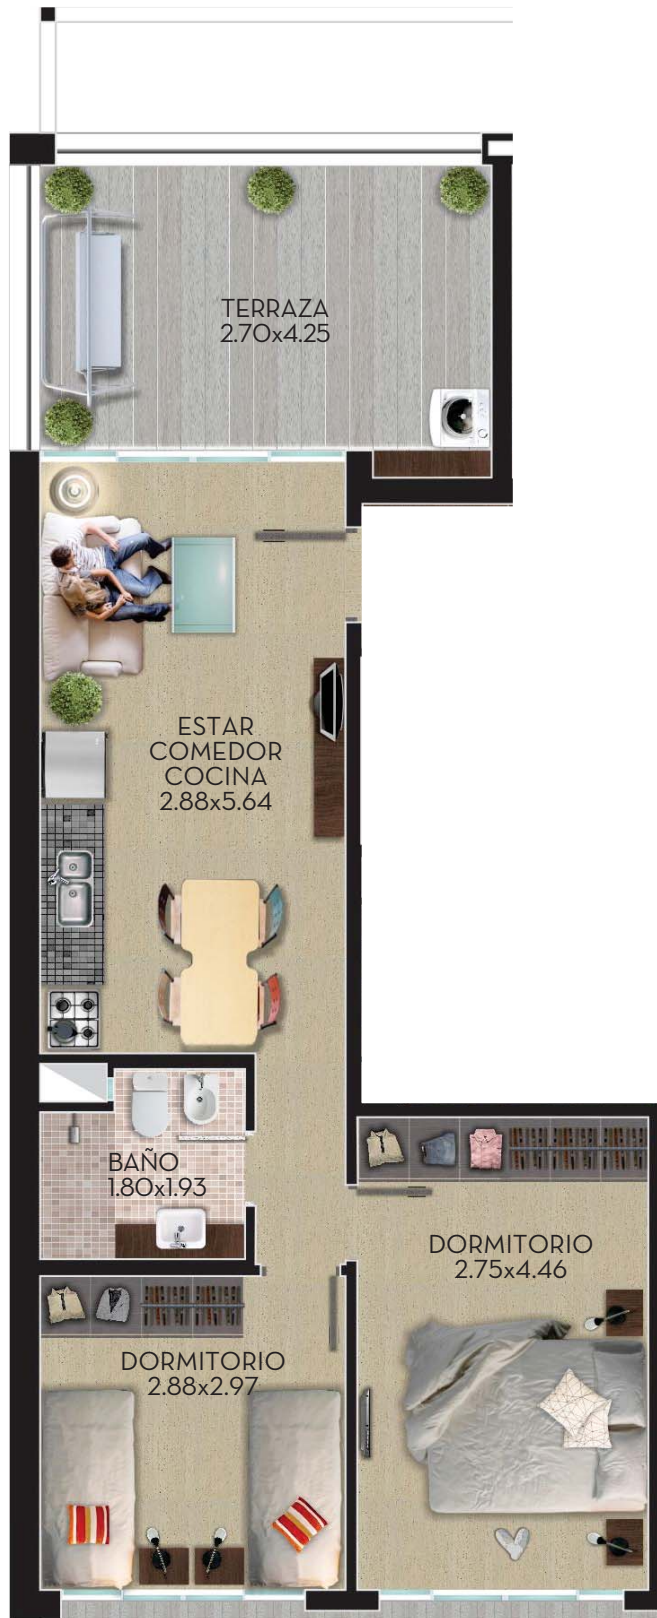 TERRAZA
2.70x4.25
ESTAR
COMEDOR
COCINA
2.88x5.64
BAÑO
1.80x1.93
DORMITORIO
2.75x4.46
DORMITORIO
2.88x2.97